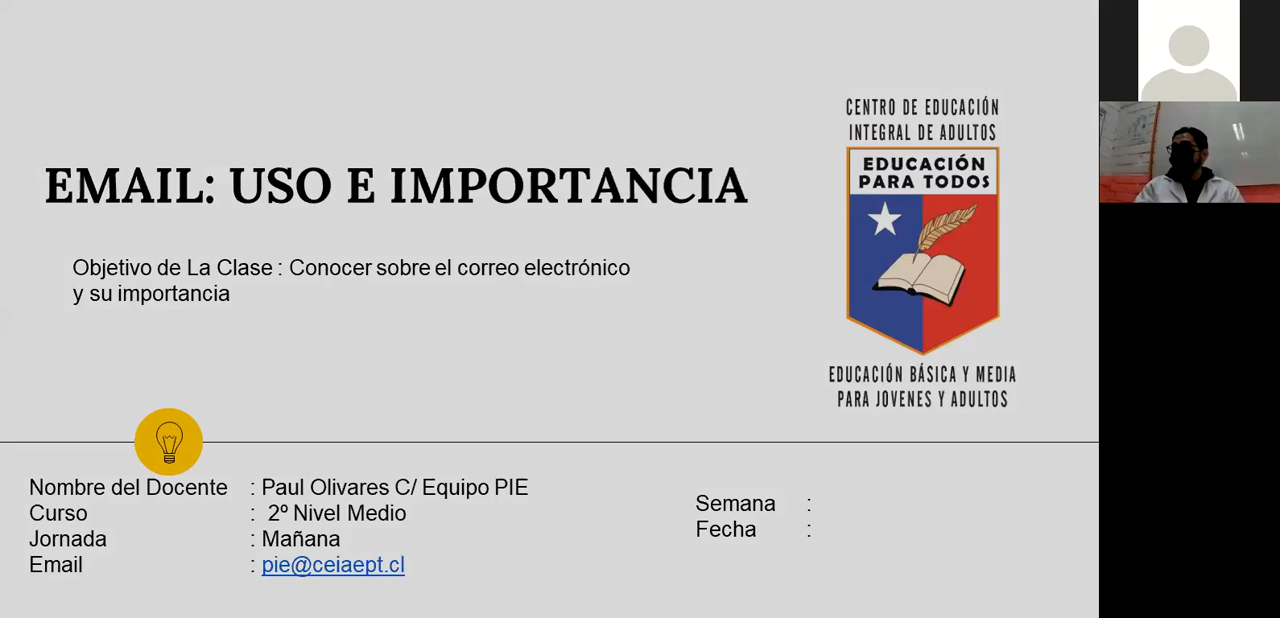 CENTRO DE EDUCACIÓN
INTEGRAL DE ADULTOS
EDUCACIÓN
PARA TODOS
EMAIL: USO E IMPORTANCIA
Objetivo de La Clase : Conocer sobre el correo electrónico
y su importancia
EDUCACIÓN BÁSICA Y MEDIA
PARA JOVENES Y ADULTOS
Nombre del Docente : Paul Olivares C/ Equipo PIE
Curso : 2º Nivel Medio
Jornada : Mañana
Email : pie@ceiaept.cl
Semana :
Fecha :